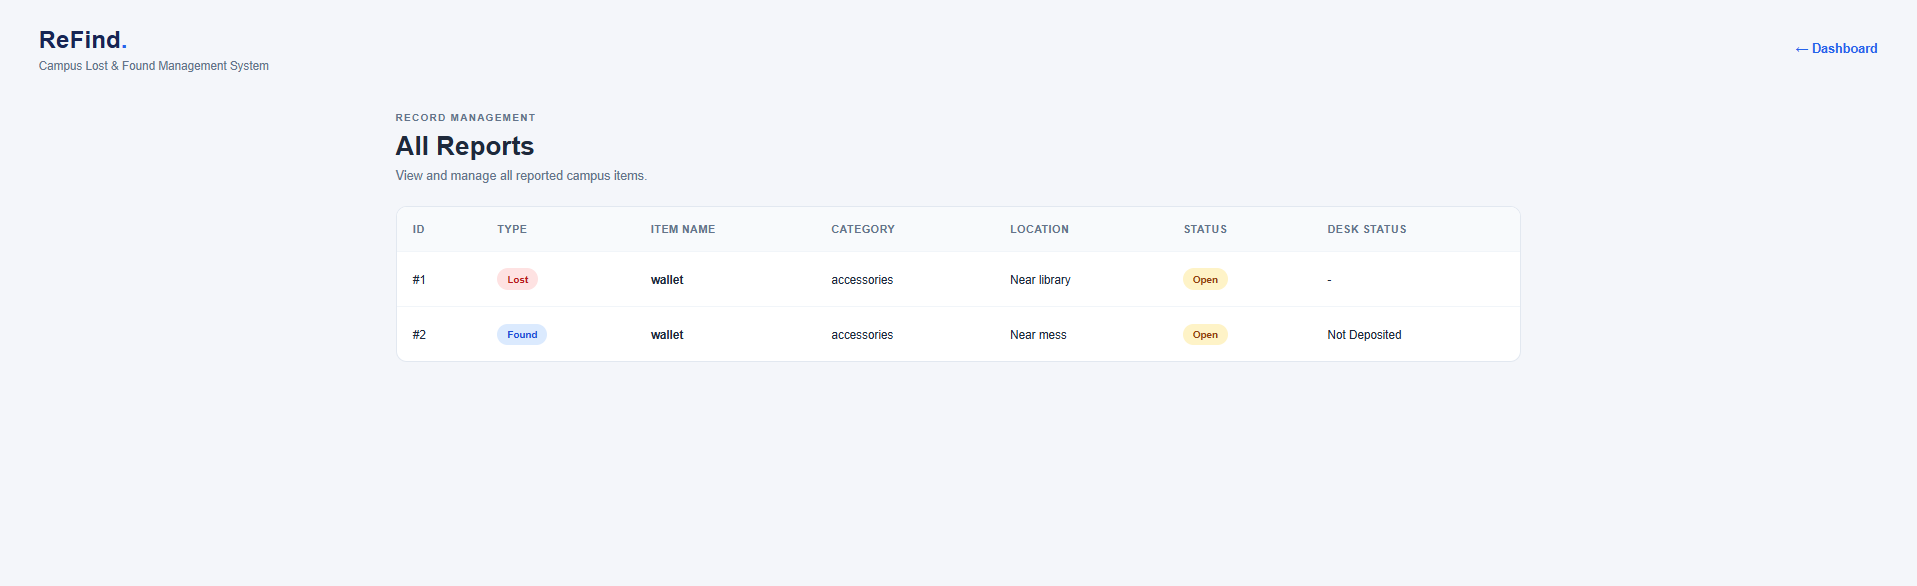 ReFind.
Campus Lost & Found Management System
← Dashboard
RECORD MANAGEMENT
All Reports
View and manage all reported campus items.
ID TYPE ITEM NAME CATEGORY LOCATION STATUS DESK STATUS
#1 Lost wallet accessories Near library Open -
#2 Found wallet accessories Near mess Open Not Deposited